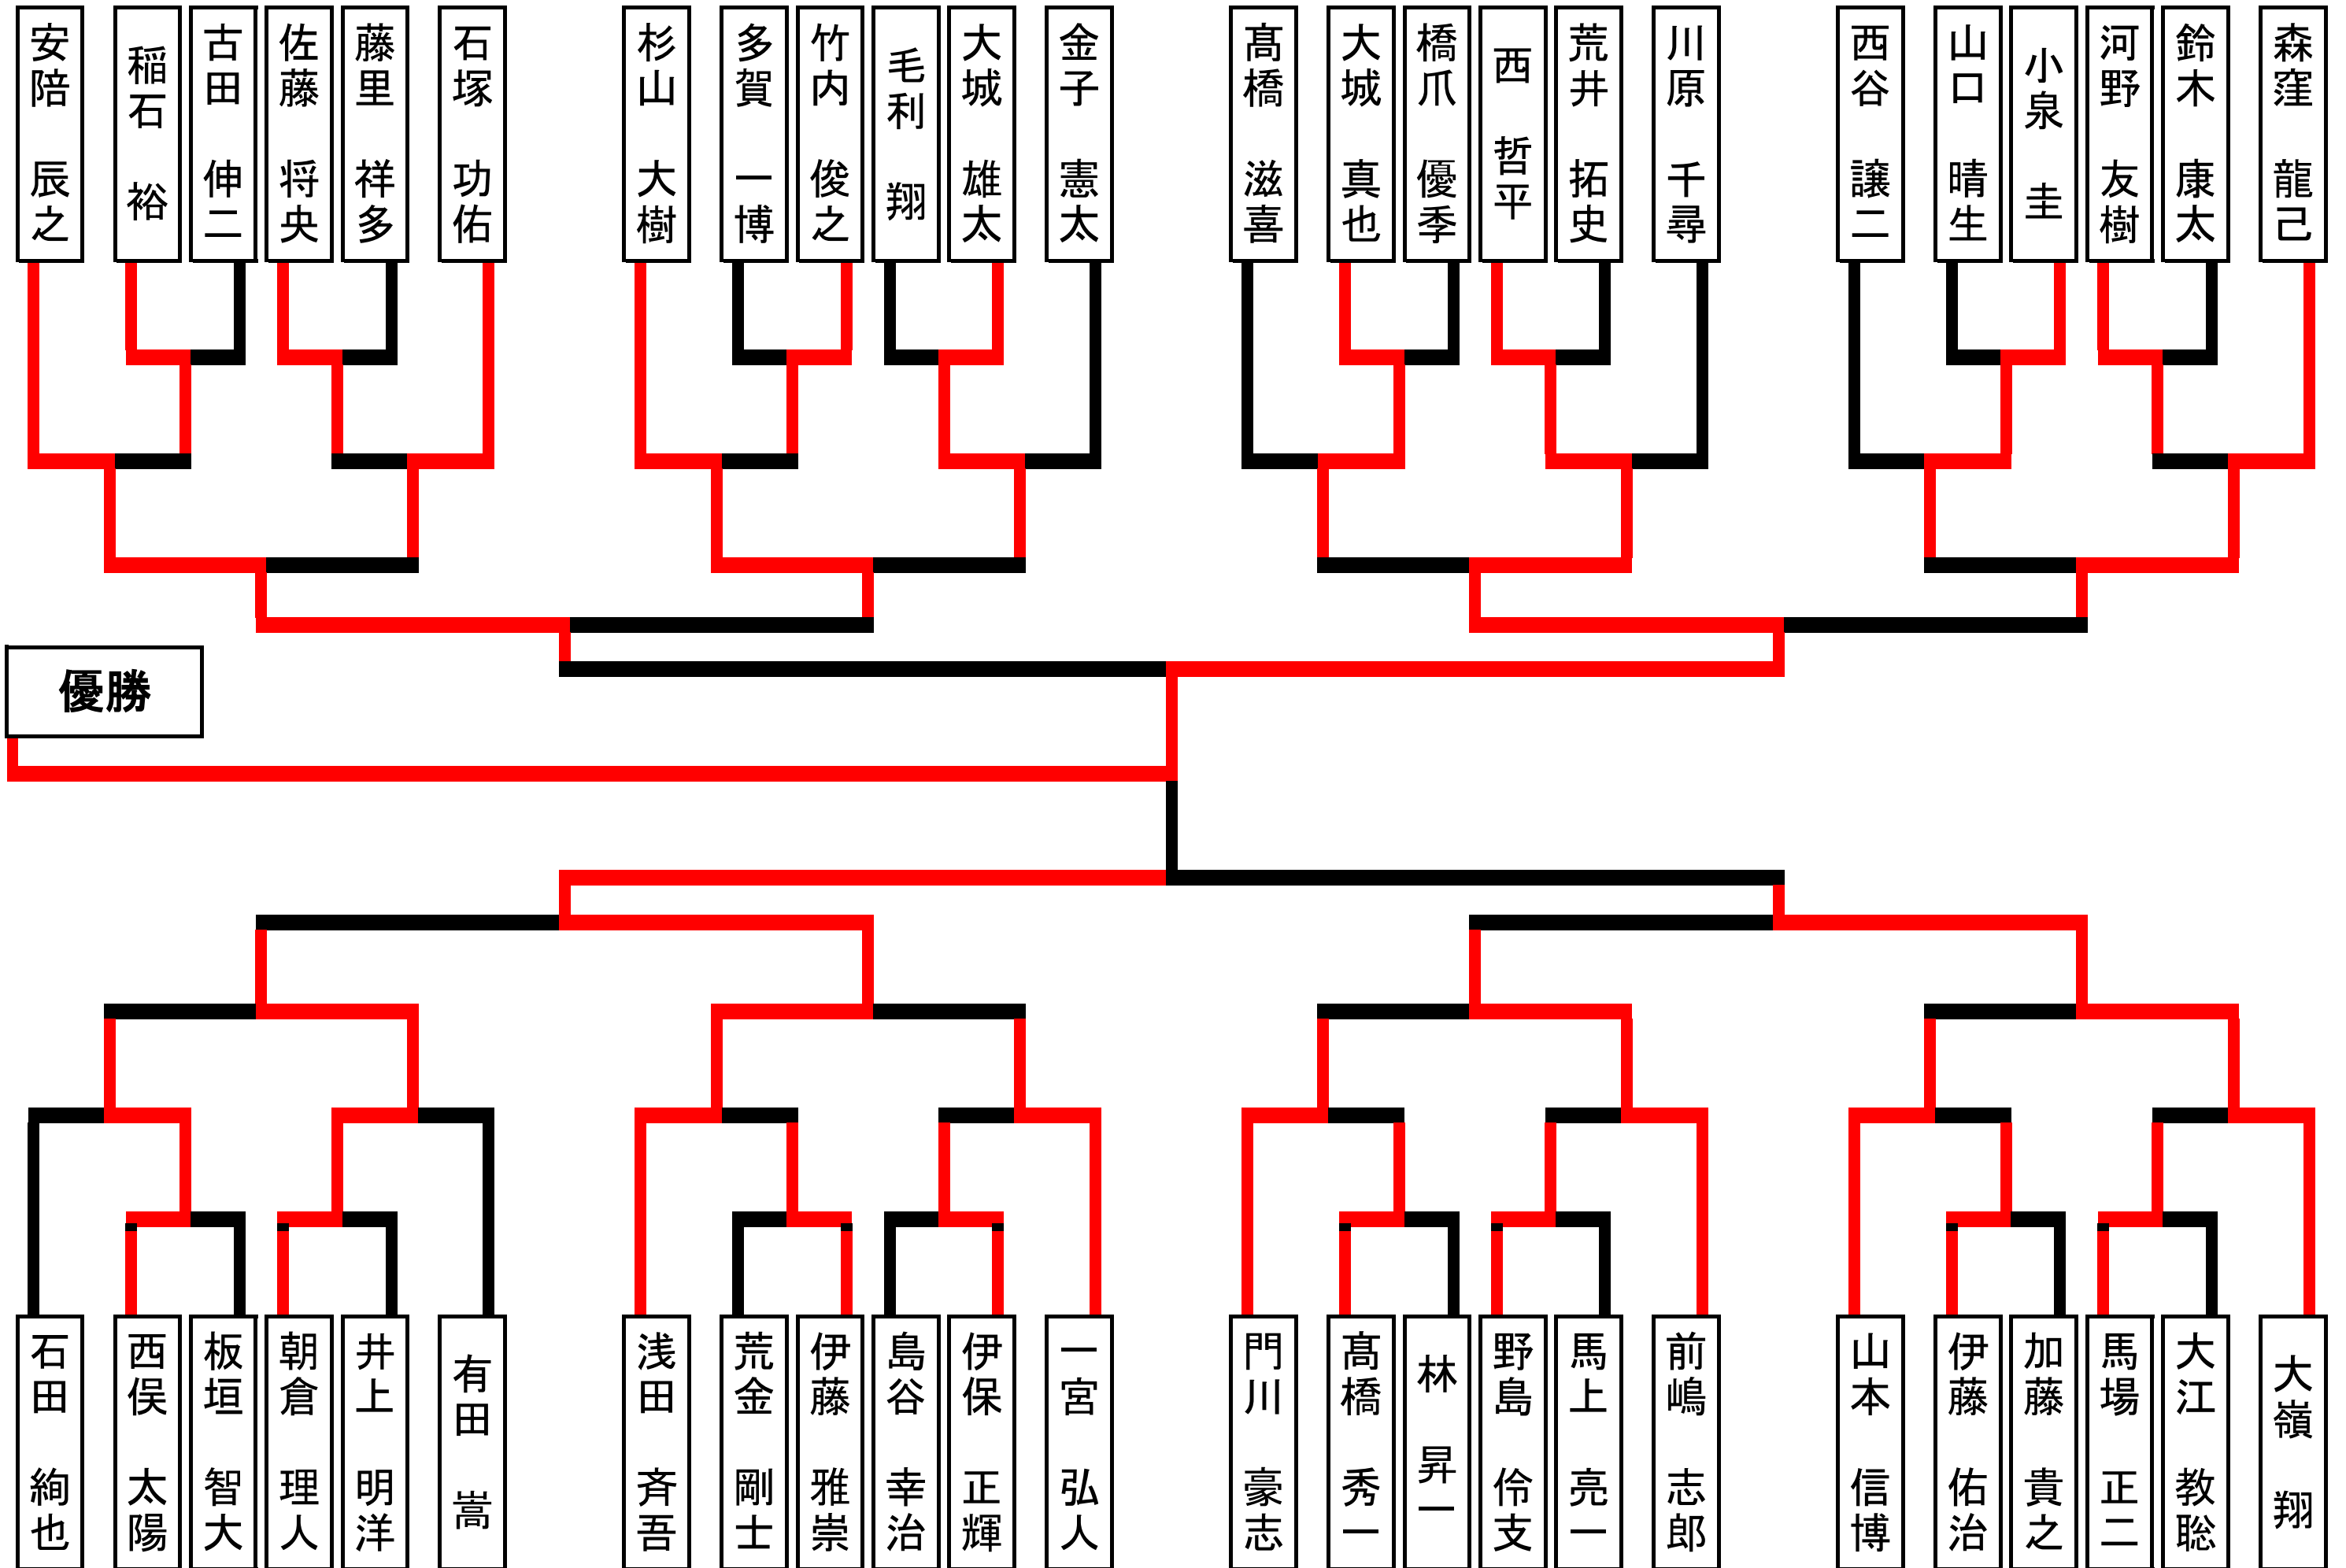 安陪 辰之
稲石 裕
古田 伸二
佐藤 将央
藤里 祥多
石塚 功佑
杉山 大樹
多賀 一博
竹内 俊之
毛利 翔
大城 雄太
金子 憲太
髙橋 滋喜
大城 真也
橋爪 優季
西 哲平
荒井 拓史
川原 千尋
西谷 譲二
山口 晴生
小泉 圭
河野 友樹
鈴木 康太
森窪 龍己
優勝
石田 絢也
西俣 太陽
板垣 智大
朝倉 理人
井上 明洋
有田 嵩
浅田 斉吾
荒金 剛士
伊藤 雅崇
島谷 幸治
伊保 正輝
一宮 弘人
門川 豪志
髙橋 秀一
林 昇一
野島 伶支
馬上 亮一
前嶋 志郎
山本 信博
伊藤 佑治
加藤 貴之
馬場 正二
大江 教聡
大嶺 翔